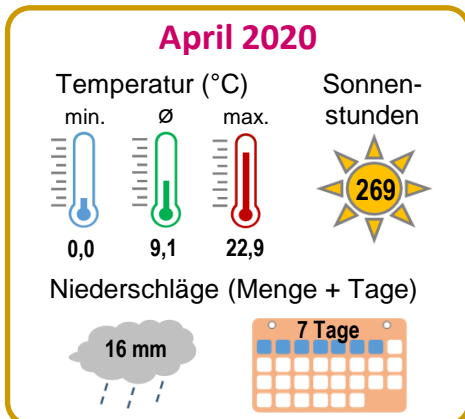 April 2020
Temperatur (°C)
Sonnen-
stunden
min. Ø max.
269
0,0 9,1 22,9
Niederschläge (Menge + Tage)
16 mm
7 Tage